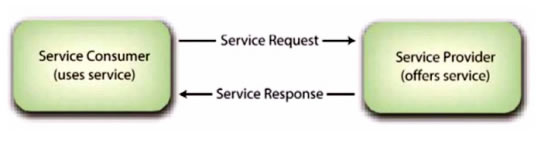 Service Consumer
(uses service)
Service Request
Service Response
Service Provider
(offers service)